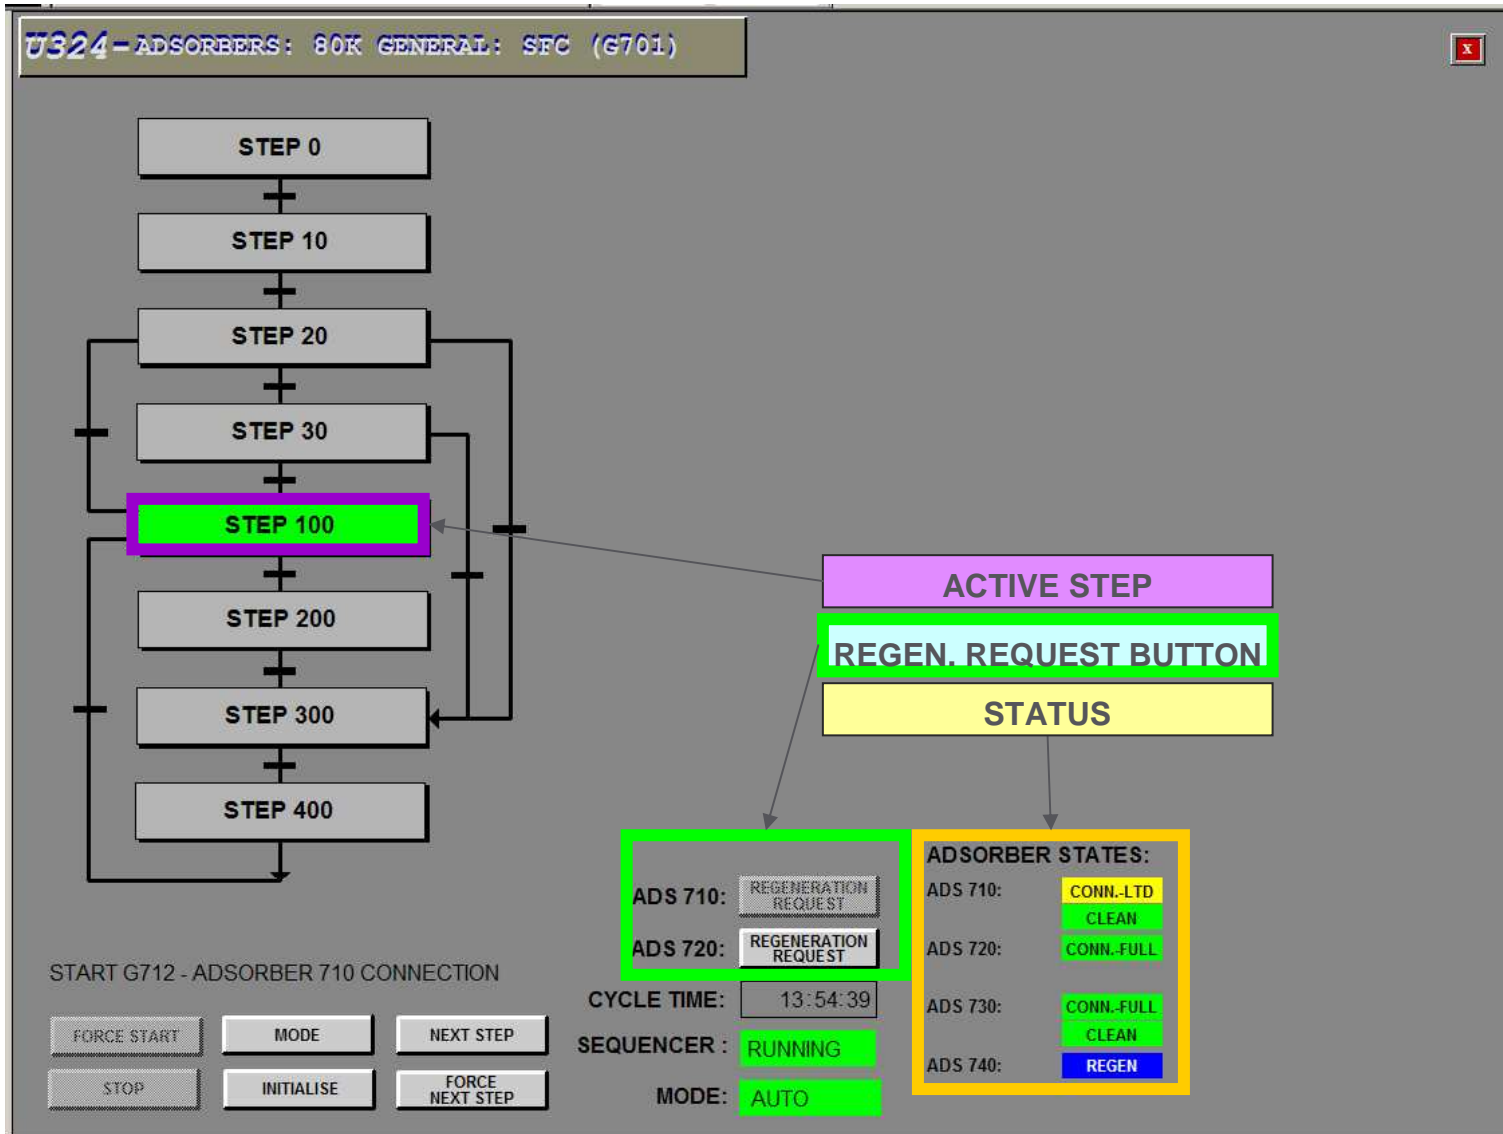 U324-ADSORBERS: 80K GENERAL: SFC (G701)
X
STEP 0
STEP 10
STEP 20
STEP 30
STEP 100
STEP 200
STEP 300
STEP 400
ACTIVE STEP
REGEN. REQUEST BUTTON
STATUS
START G712 - ADSORBER 710 CONNECTION
FORCE START
MODE
NEXT STEP
STOP
INITIALISE
FORCE
NEXT STEP
ADS 710:
REGENERATION
REQUEST
ADS 720:
REGENERATION
REQUEST
CYCLE TIME:
13:54:39
SEQUENCER :
RUNNING
MODE:
AUTO
ADSORBER STATES:
ADS 710:
CONN.-LTD
CLEAN
ADS 720:
CONN.-FULL
ADS 730:
CONN.-FULL
CLEAN
ADS 740:
REGEN